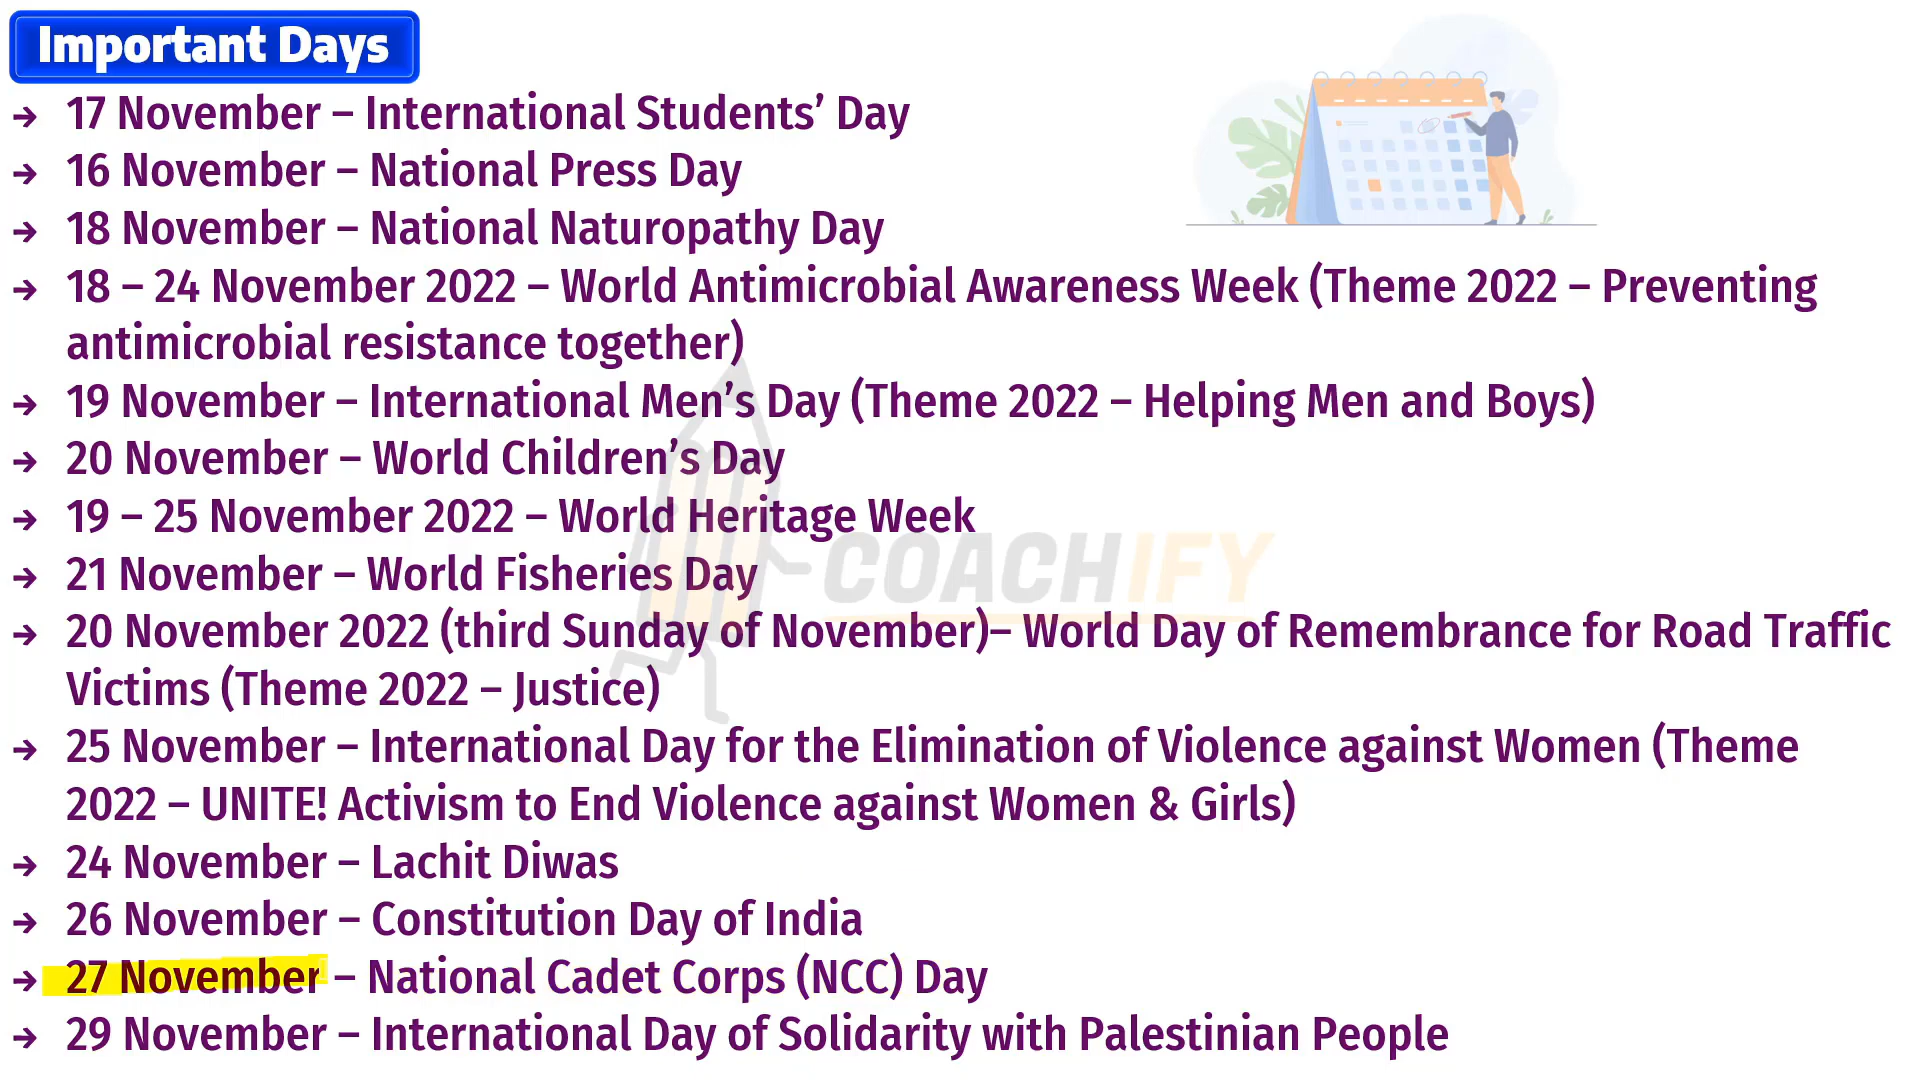 Important Days
→ 17 November – International Students’ Day
→ 16 November – National Press Day
→ 18 November – National Naturopathy Day
→ 18 – 24 November 2022 – World Antimicrobial Awareness Week (Theme 2022 – Preventing
antimicrobial resistance together)
→ 19 November – International Men’s Day (Theme 2022 – Helping Men and Boys)
→ 20 November – World Children’s Day
→ 19 – 25 November 2022 – World Heritage Week
→ 21 November – World Fisheries Day
COACHIFY
→ 20 November 2022 (third Sunday of November)– World Day of Remembrance for Road Traffic
Victims (Theme 2022 – Justice)
→ 25 November – International Day for the Elimination of Violence against Women (Theme
2022 – UNITE! Activism to End Violence against Women & Girls)
→ 24 November – Lachit Diwas
→ 26 November – Constitution Day of India
→ 27 November – National Cadet Corps (NCC) Day
→ 29 November – International Day of Solidarity with Palestinian People